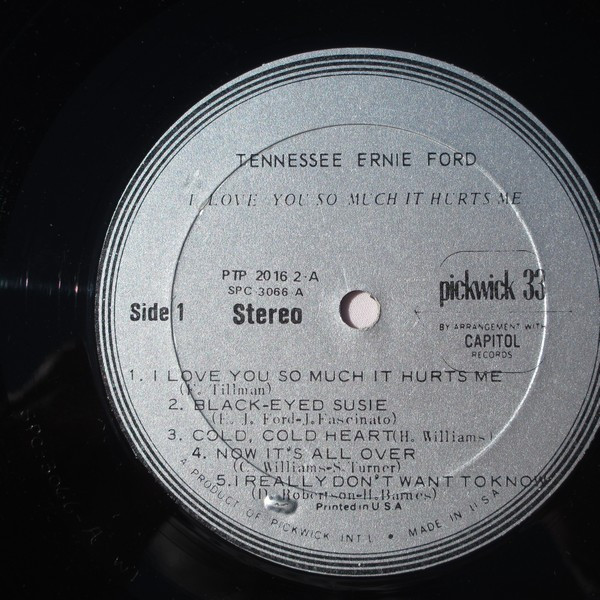 TENNESSEE ERNIE FORD
I LOVE YOU SO MUCH IT HURTS ME
PTP 2016 2-A
SPC 3066 A
Side 1
Stereo
pickwick 33
BY ARRANGEMENT WITH
CAPITOL
RECORDS
1. I LOVE YOU SO MUCH IT HURTS ME
(F. Tillman)
2. BLACK-EYED SUSIE
(E. J. Ford-J. Fascinato)
3. COLD, COLD HEART (H. Williams)
4. NOW IT'S ALL OVER
(C. Williams-S. Turner)
5. I REALLY DON'T WANT TO KNOW
(D. Robertson-H. Barnes)
Printed in U S A
A PRODUCT OF PICKWICK INT'L • MADE IN U S A